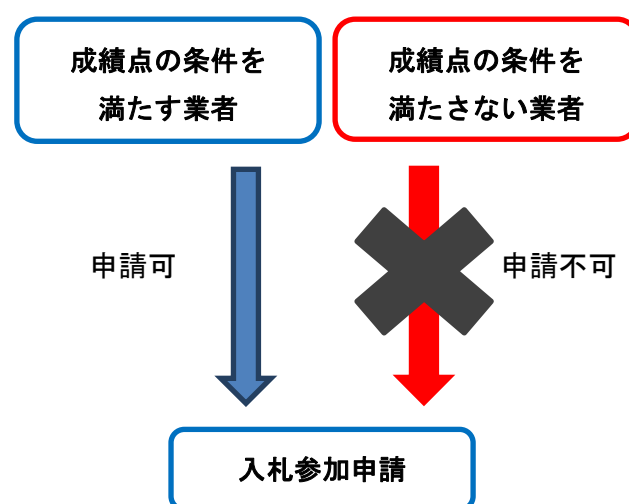 成績点の条件を
満たす業者
成績点の条件を
満たさない業者
申請可
申請不可
入札参加申請